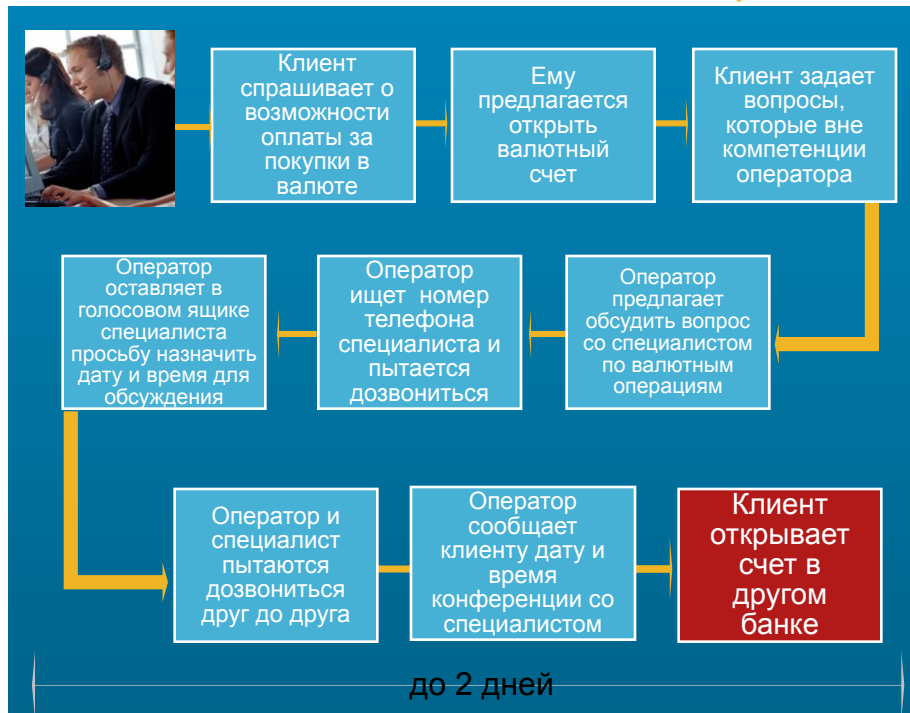 Клиент
спрашивает о
возможности
оплаты за
покупки в
валюте
Ему
предлагается
открыть
валютный
счет
Клиент задает
вопросы,
которые вне
компетенции
оператора
Оператор
предлагает
обсудить вопрос
со специалистом
по валютным
операциям
Оператор
ищет номер
телефона
специалиста и
пытается
дозвониться
Оператор
оставляет в
голосовом ящике
специалиста
просьбу назначить
дату и время для
обсуждения
Оператор и
специалист
пытаются
дозвониться
друг до друга
Оператор
сообщает
клиенту дату и
время
конференции со
специалистом
Клиент
открывает
счет в
другом
банке
до 2 дней